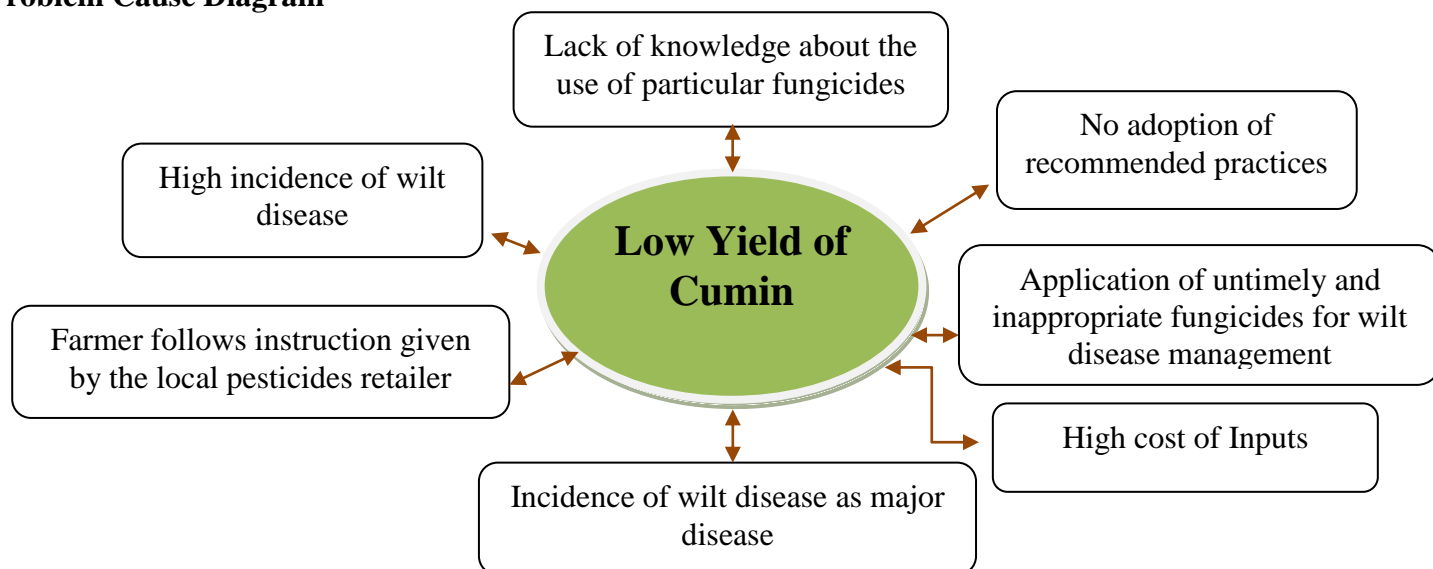 roblem Cause Diagram
Lack of knowledge about the
use of particular fungicides
No adoption of
recommended practices
High incidence of wilt
disease
Low Yield of
Cumin
Application of untimely and
inappropriate fungicides for wilt
disease management
Farmer follows instruction given
by the local pesticides retailer
High cost of Inputs
Incidence of wilt disease as major
disease